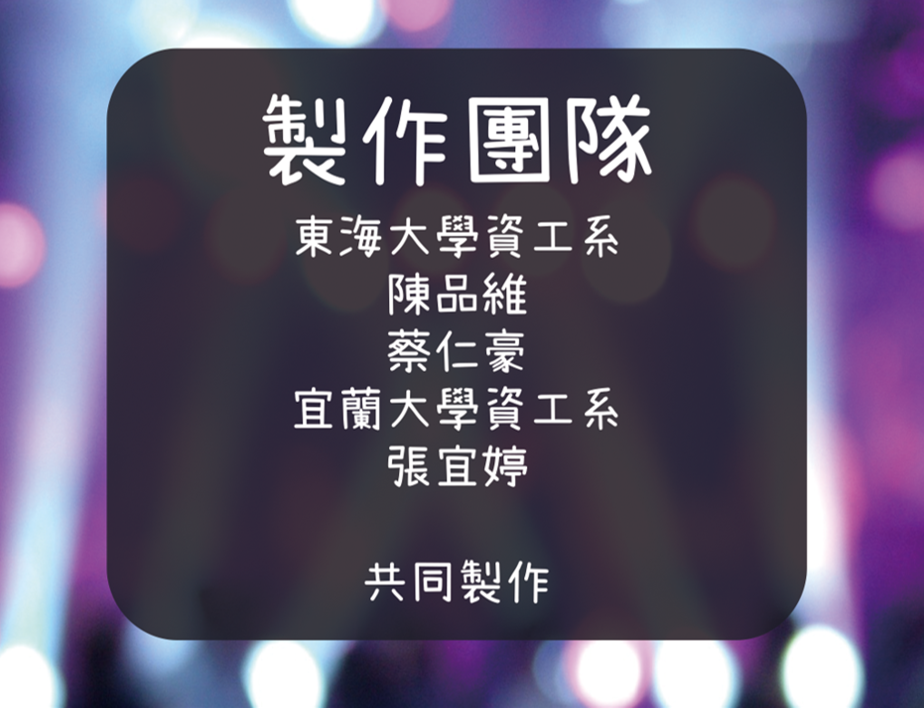 製作團隊
東海大學資工系
陳品維
蔡仁豪
宜蘭大學資工系
張宜婷
共同製作